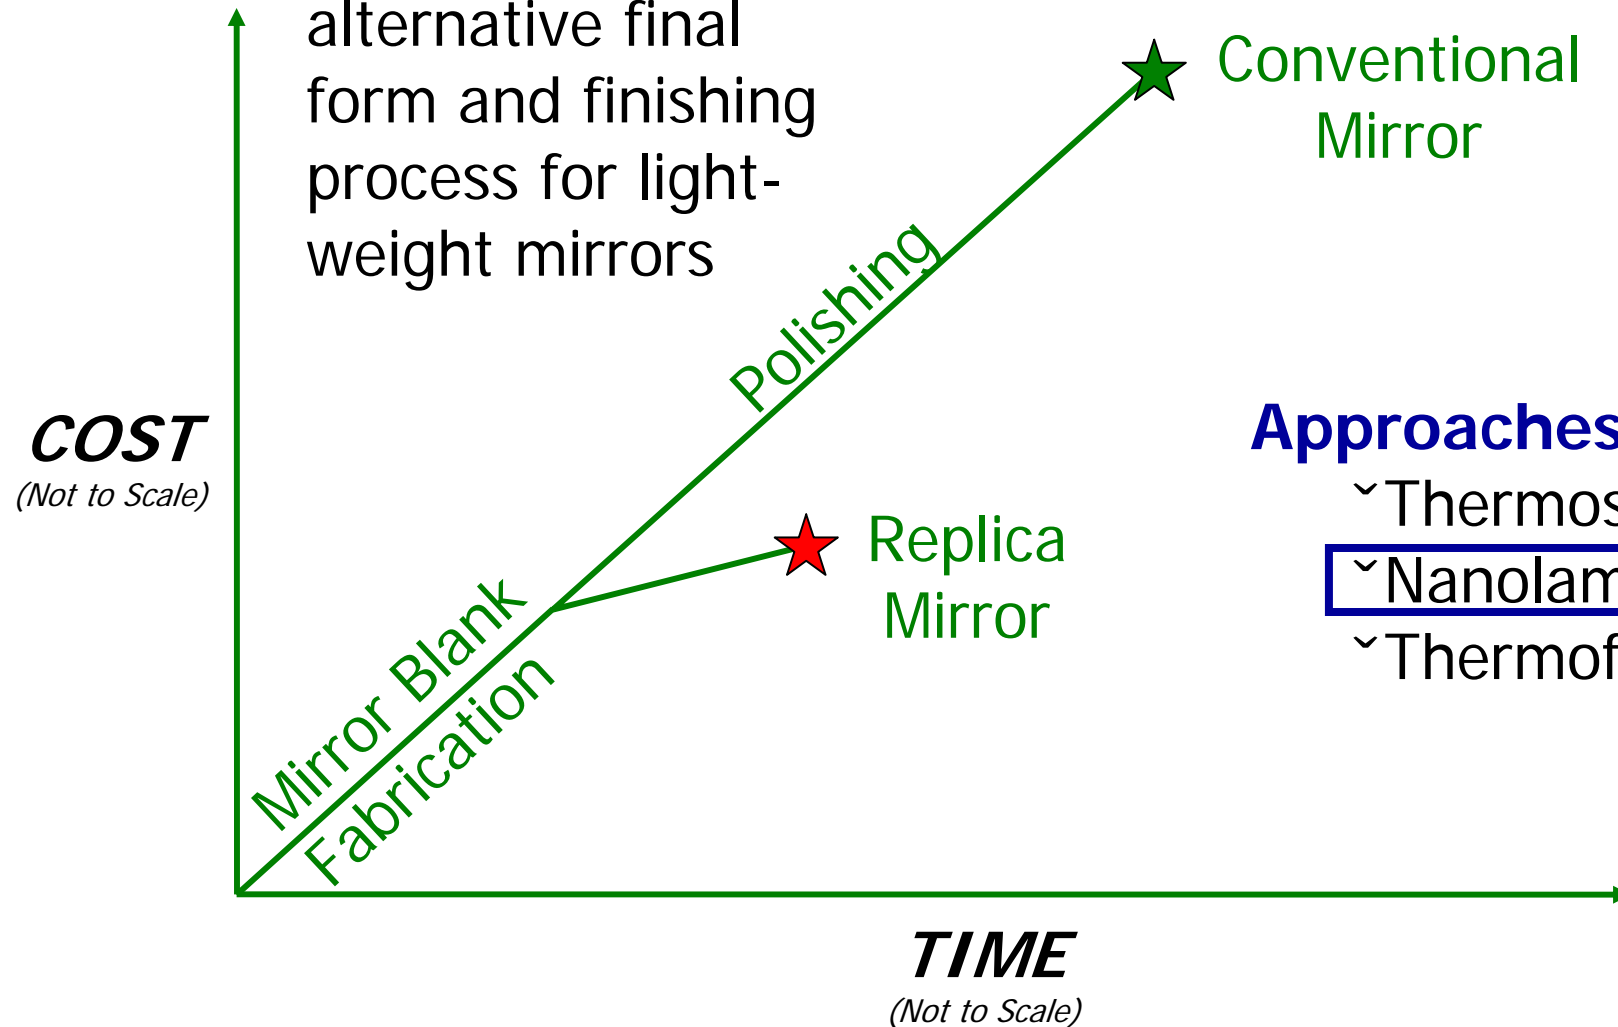 alternative final
form and finishing
process for light-
weight mirrors
Conventional
Mirror
Polishing
COST
(Not to Scale)
Approaches
Replica
Mirror
Mirror Blank
Fabrication
TIME
(Not to Scale)